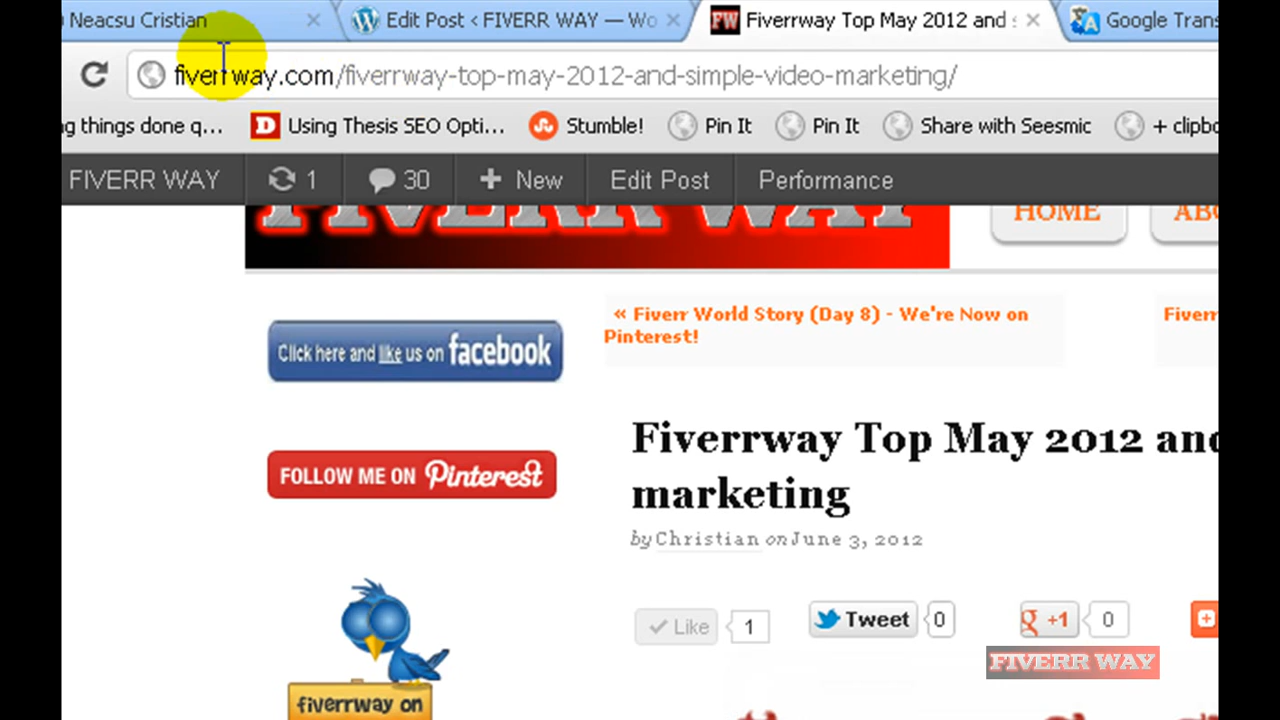 Neacsu Cristian
Edit Post ‹ FIVERR WAY — Wo
Fiverrway Top May 2012 and s
Google Trans
fiverrway.com/fiverrway-top-may-2012-and-simple-video-marketing/
g things done q...
Using Thesis SEO Opti...
Stumble!
Pin It
Pin It
Share with Seesmic
+ clipbo
FIVERR WAY
1
30
+ New
Edit Post
Performance
FIVERR WAY
HOME
ABO
« Fiverr World Story (Day 8) - We're Now on
Pinterest!
Fiverr
Click here and like us on facebook
Fiverrway Top May 2012 and
marketing
by Christian on June 3, 2012
FOLLOW ME ON Pinterest
Like
1
Tweet
0
g +1
0
FIVERR WAY
fiverrway on